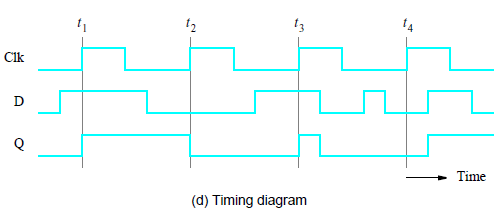 t1 t2 t3 t4
Clk
D
Q
Time
(d) Timing diagram